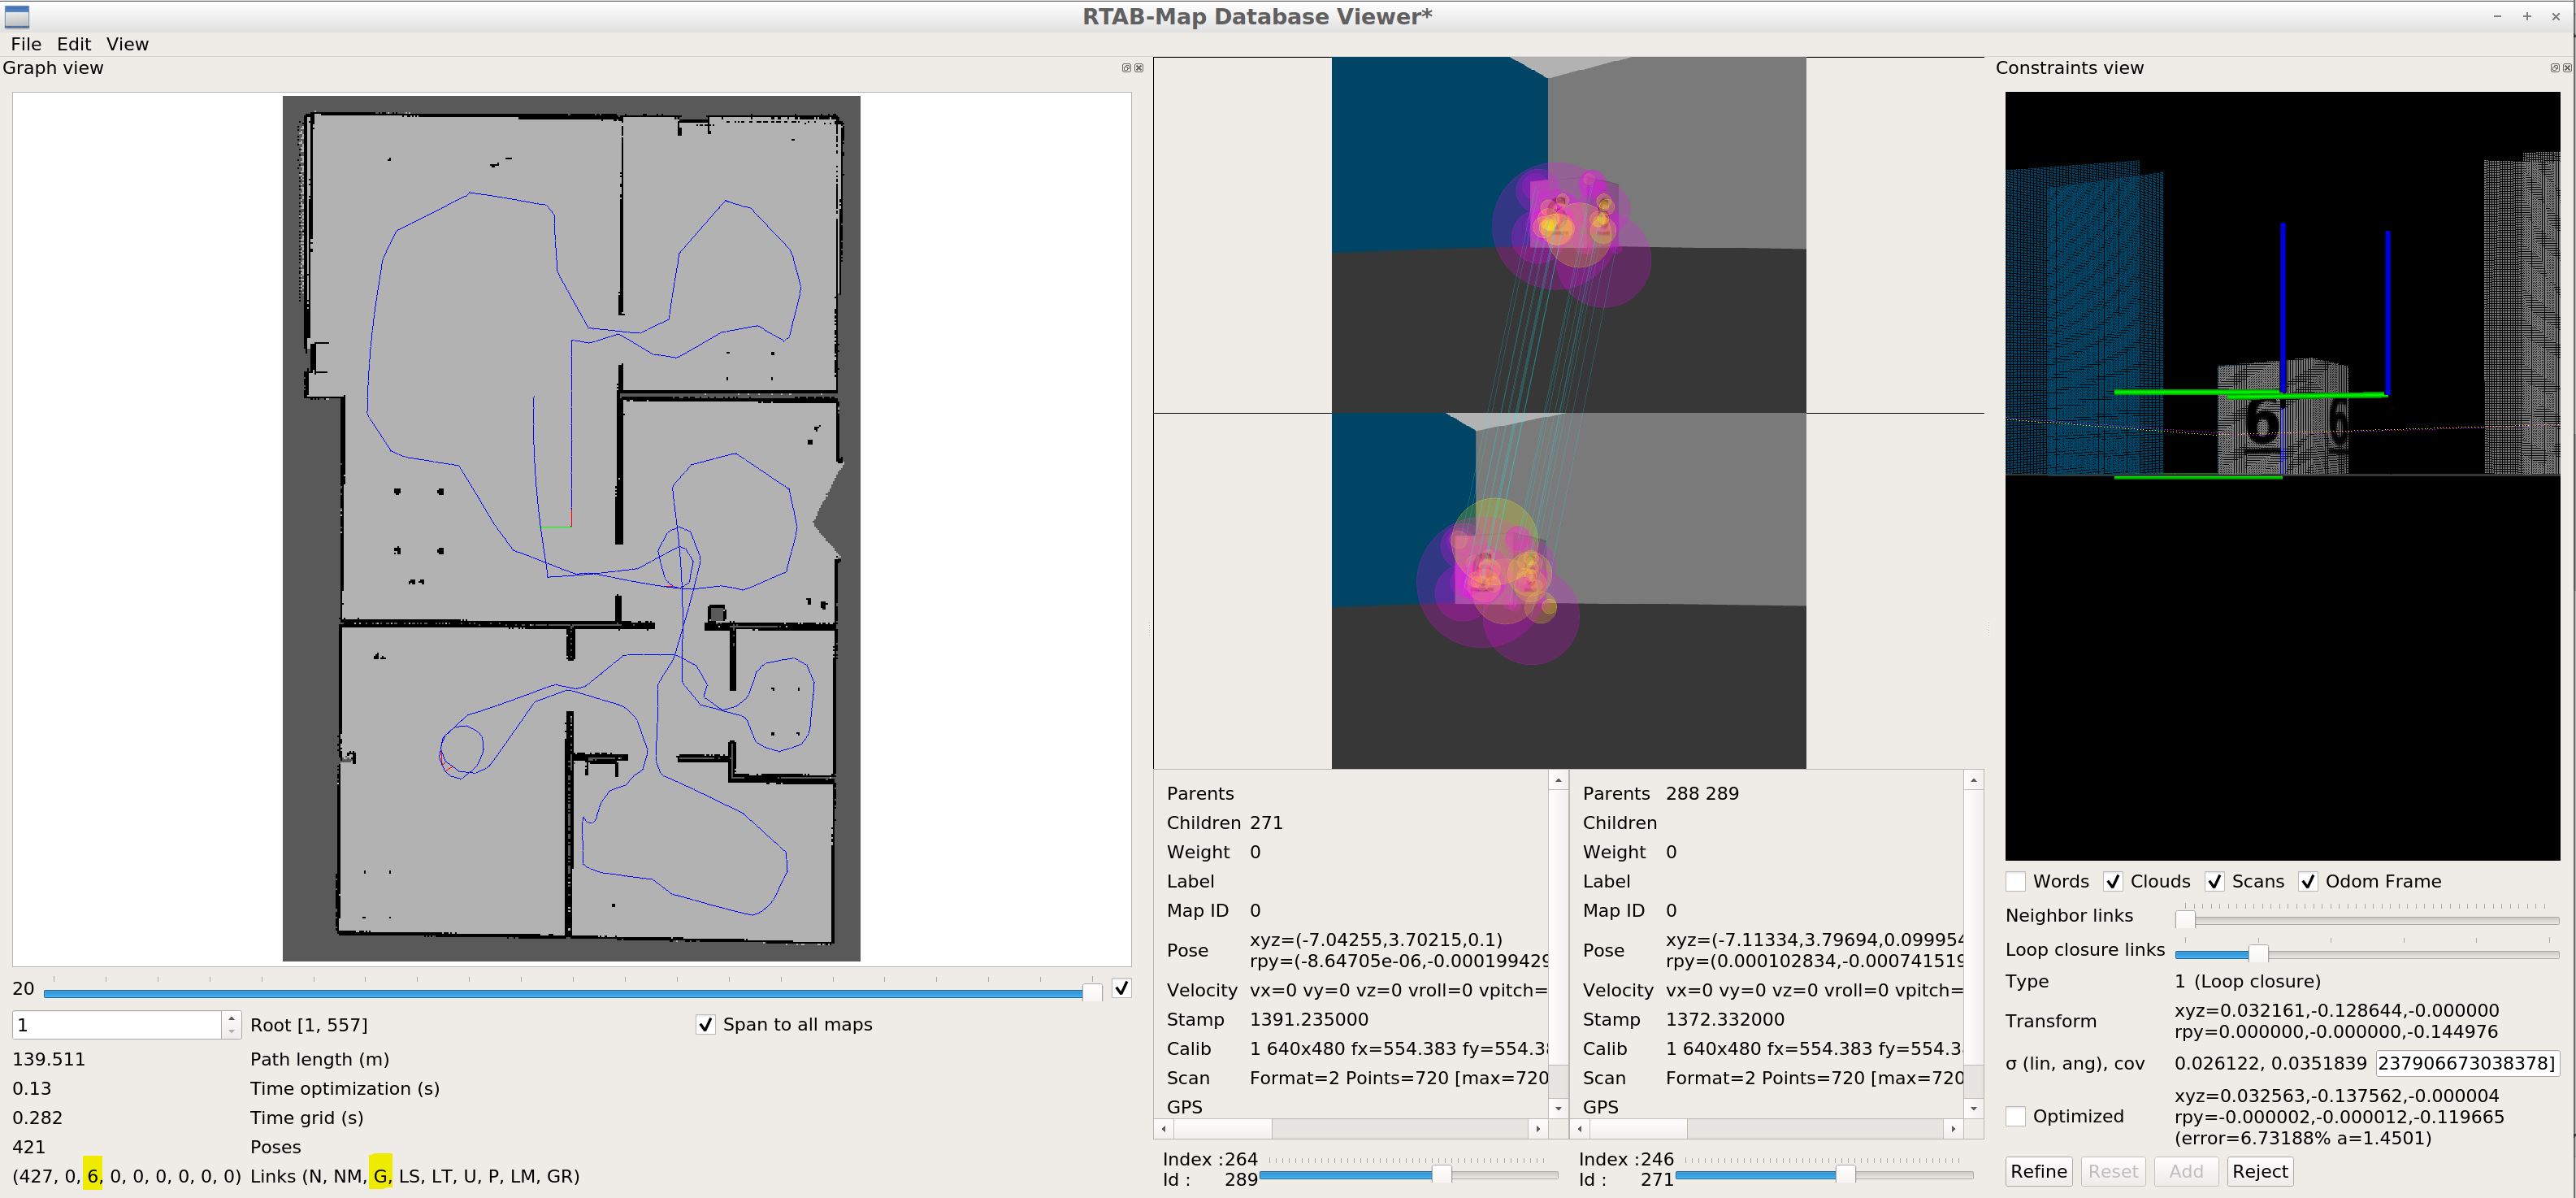 RTAB-Map Database Viewer*
File Edit View
Graph view
20
1 Root [1, 557] Span to all maps
139.511 Path length (m)
0.13 Time optimization (s)
0.282 Time grid (s)
421 Poses
(427, 0, 6, 0, 0, 0, 0, 0, 0) Links (N, NM, G, LS, LT, U, P, LM, GR)
Parents
Children 271
Weight 0
Label
Map ID 0
Pose xyz=(-7.04255,3.70215,0.1)
rpy=(-8.64705e-06,-0.000199429
Velocity vx=0 vy=0 vz=0 vroll=0 vpitch=
Stamp 1391.235000
Calib 1 640x480 fx=554.383 fy=554.38
Scan Format=2 Points=720 [max=720
GPS
Index :264
Id : 289
Parents 288 289
Children
Weight 0
Label
Map ID 0
Pose xyz=(-7.11334,3.79694,0.099954
rpy=(0.000102834,-0.000741519
Velocity vx=0 vy=0 vz=0 vroll=0 vpitch=
Stamp 1372.332000
Calib 1 640x480 fx=554.383 fy=554.3
Scan Format=2 Points=720 [max=720
GPS
Index :246
Id : 271
Constraints view
6 6
Words Clouds Scans Odom Frame
Neighbor links
Loop closure links
Type 1 (Loop closure)
Transform xyz=0.032161,-0.128644,-0.000000
rpy=0.000000,-0.000000,-0.144976
σ (lin, ang), cov 0.026122, 0.0351839 237906673038378]
Optimized xyz=0.032563,-0.137562,-0.000004
rpy=-0.000002,-0.000012,-0.119665
(error=6.73188% a=1.4501)
Refine Reset Add Reject